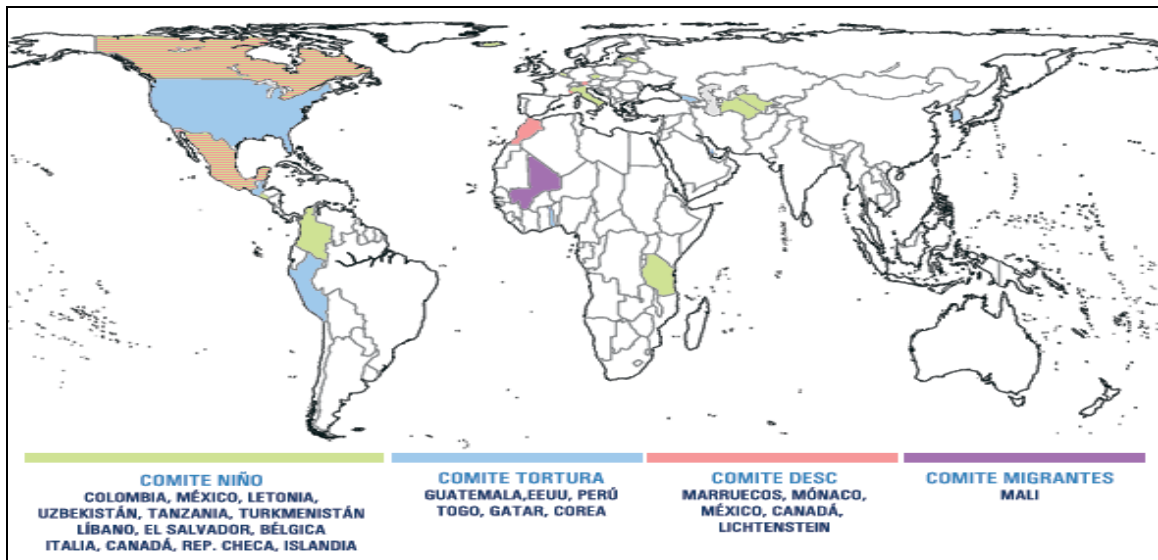 COMITE NIÑO
COLOMBIA, MÉXICO, LETONIA,
UZBEKISTÁN, TANZANIA, TURKMENISTÁN
LÍBANO, EL SALVADOR, BÉLGICA
ITALIA, CANADÁ, REP. CHECA, ISLANDIA
COMITE TORTURA
GUATEMALA,EEUU, PERÚ
TOGO, GATAR, COREA
COMITE DESC
MARRUECOS, MÓNACO,
MÉXICO, CANADÁ,
LICHTENSTEIN
COMITE MIGRANTES
MALI